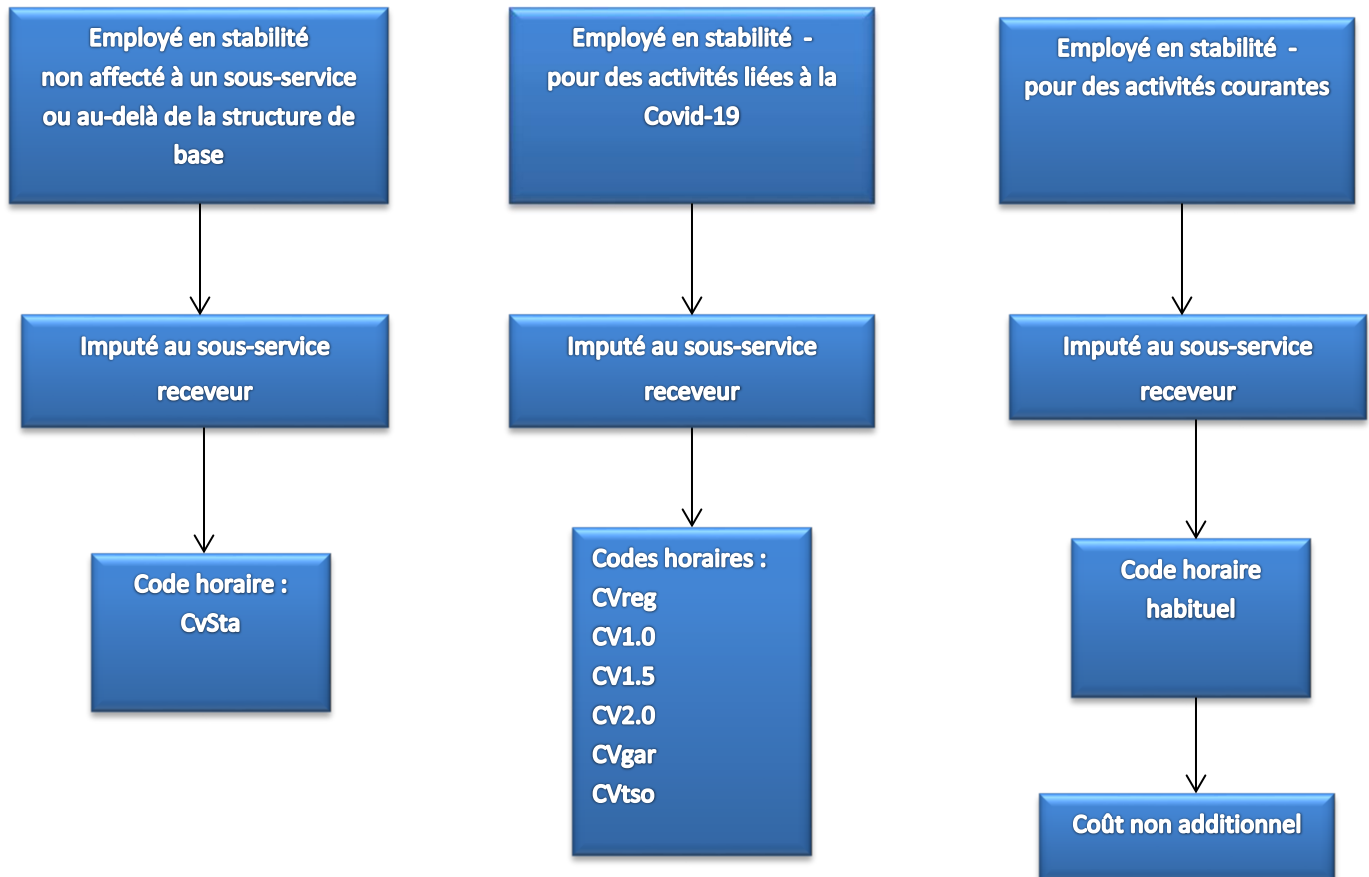 Employé en stabilité
non affecté à un sous-service
ou au-delà de la structure de
base
Imputé au sous-service
receveur
Code horaire :
CvSta
Employé en stabilité -
pour des activités liées à la
Covid-19
Imputé au sous-service
receveur
Codes horaires :
CVreg
CV1.0
CV1.5
CV2.0
CVgar
CVtso
Employé en stabilité -
pour des activités courantes
Imputé au sous-service
receveur
Code horaire
habituel
Coût non additionnel